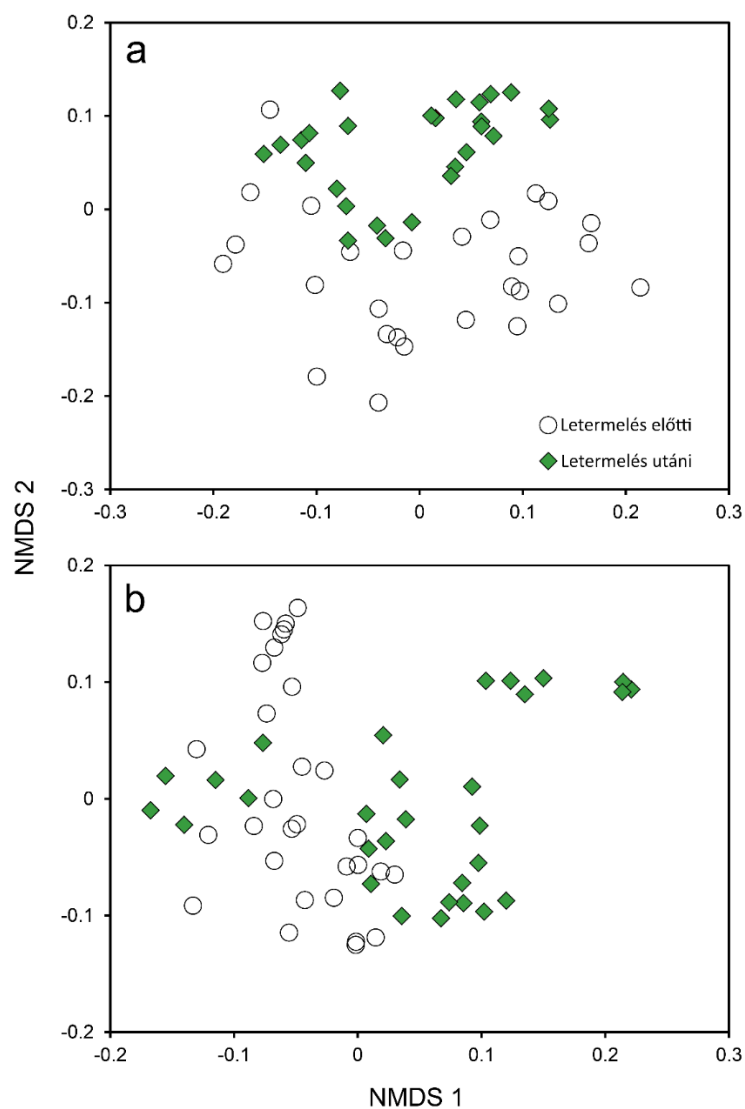 0.2
a
0.1
0
-0.1
-0.2
Letermelés előtti
Letermelés utáni
-0.3
-0.3 -0.2 -0.1 0 0.1 0.2 0.3
NMDS 2
0.2
b
0.1
0
-0.1
-0.2
-0.2 -0.1 0 0.1 0.2 0.3
NMDS 1